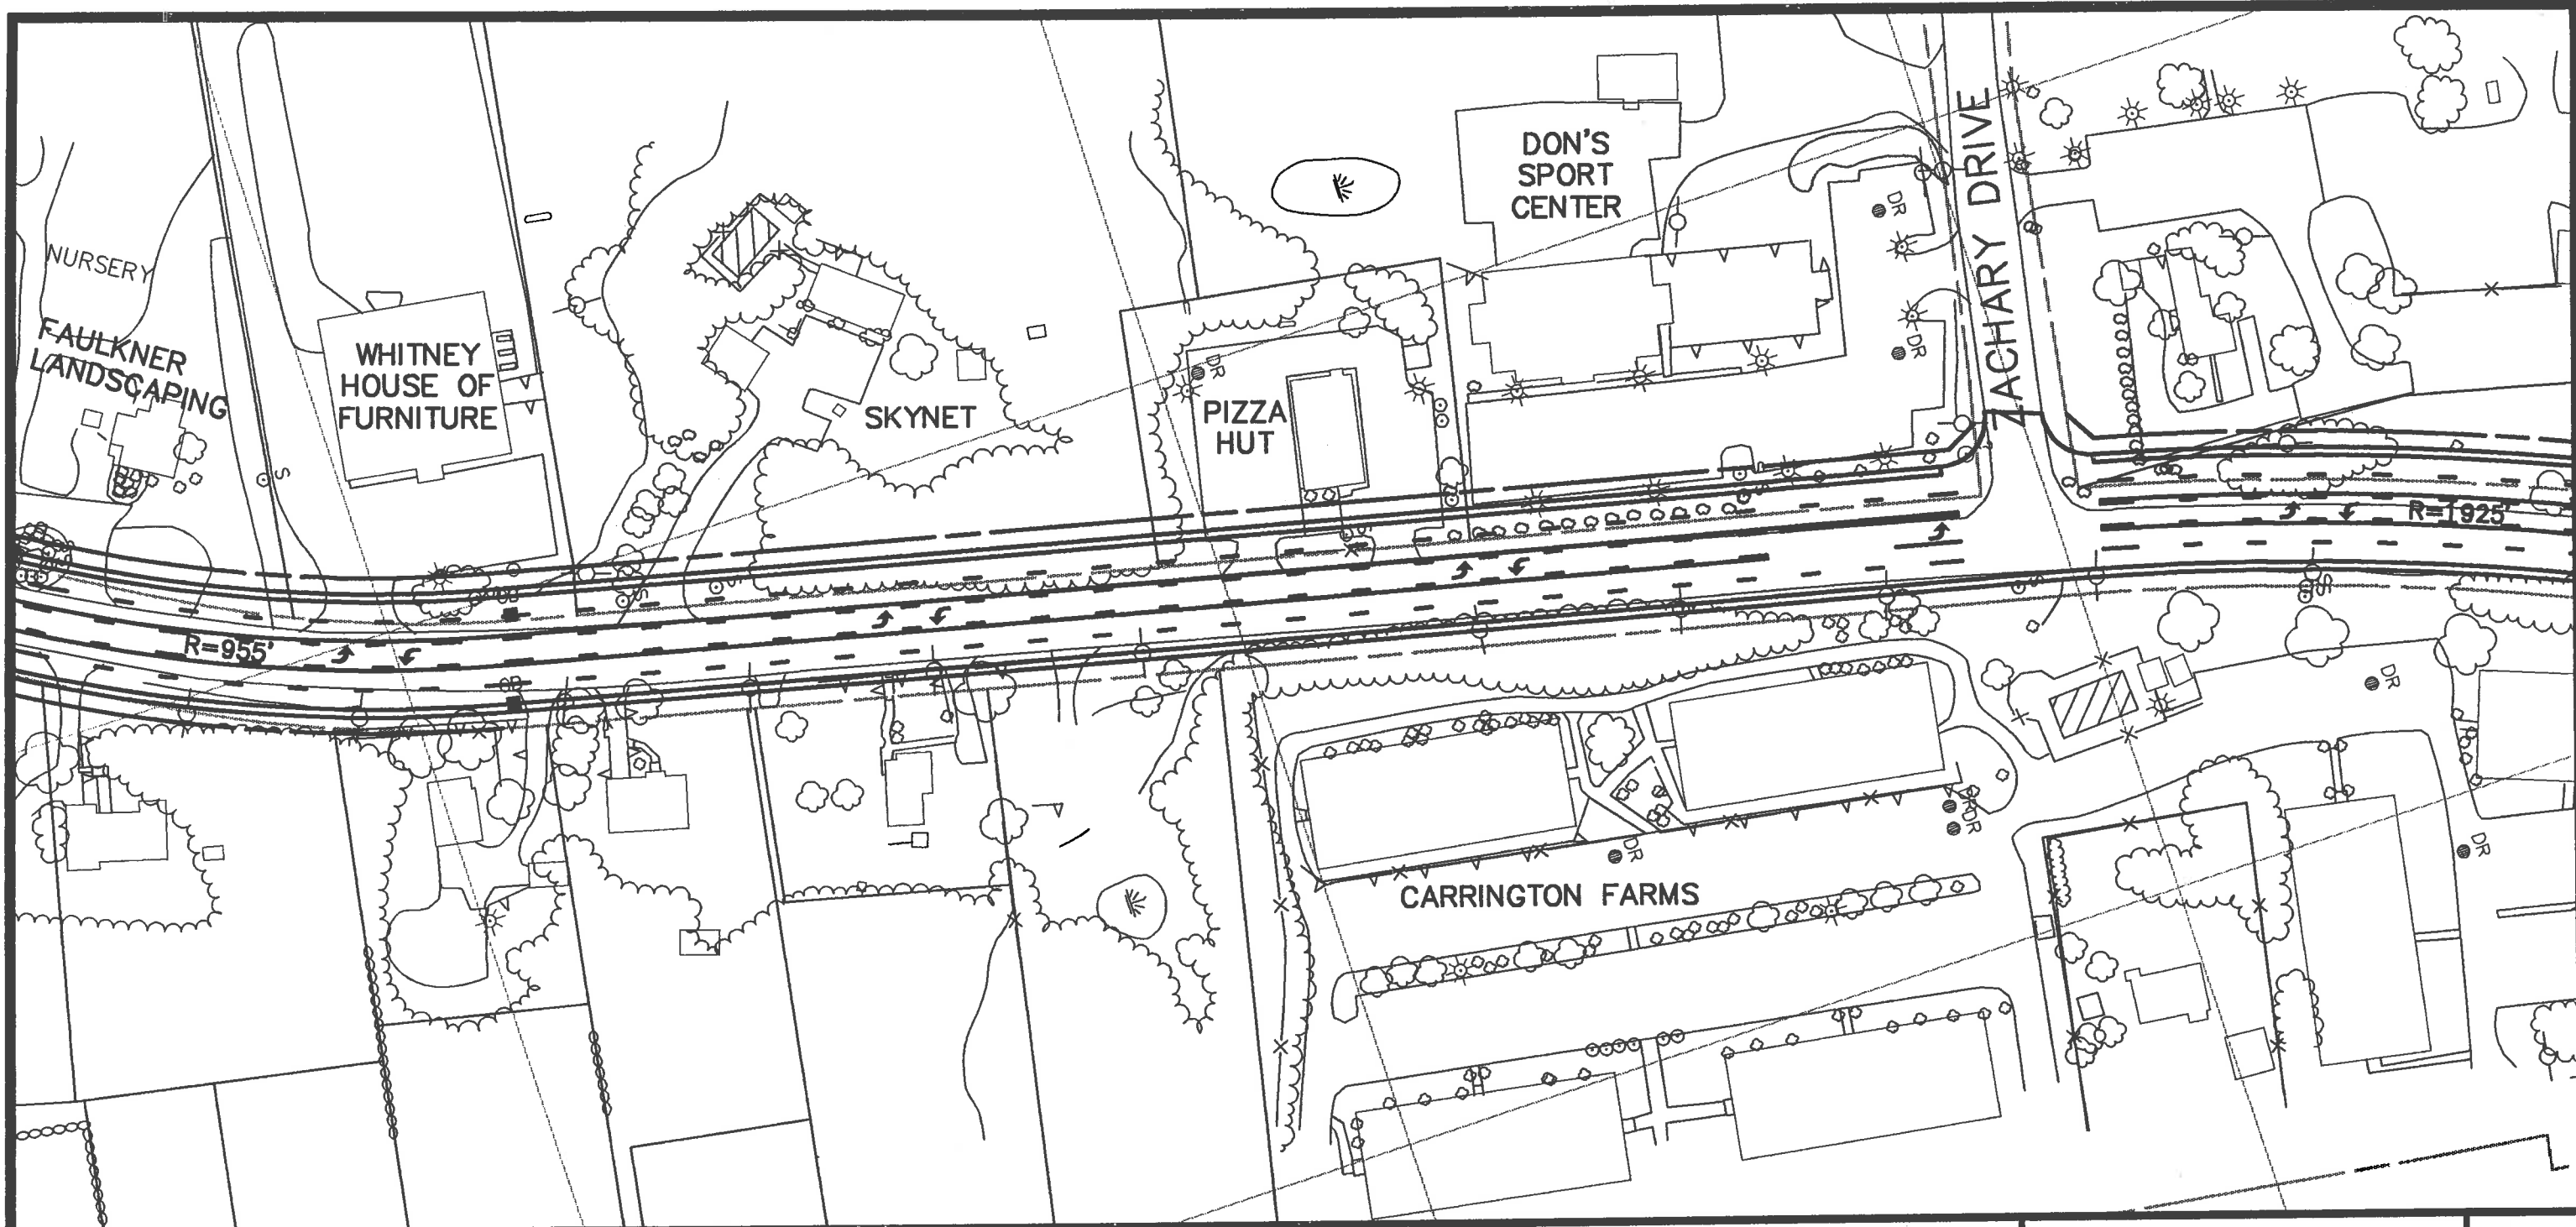 NURSERY
FAULKNER
LANDSCAPING
WHITNEY
HOUSE OF
FURNITURE
S
SKYNET
PIZZA
HUT
DR
DON'S
SPORT
CENTER
DR
DR
ZACHARY DRIVE
R=955'
R=1925'
CARRINGTON FARMS
DR
DR
DR
DR